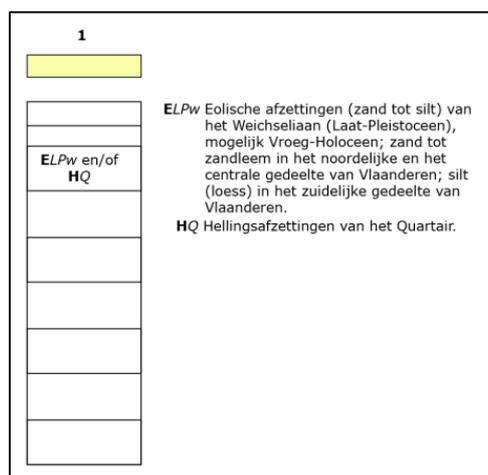 1
ELPw en/of
HQ
ELPw Eolische afzettingen (zand tot silt) van
het Weichseliaan (Laat-Pleistoceen),
mogelijk Vroeg-Holoceen; zand tot
zandleem in het noordelijke en het
centrale gedeelte van Vlaanderen; silt
(loess) in het zuidelijke gedeelte van
Vlaanderen.
HQ Hellingsafzettingen van het Quartair.